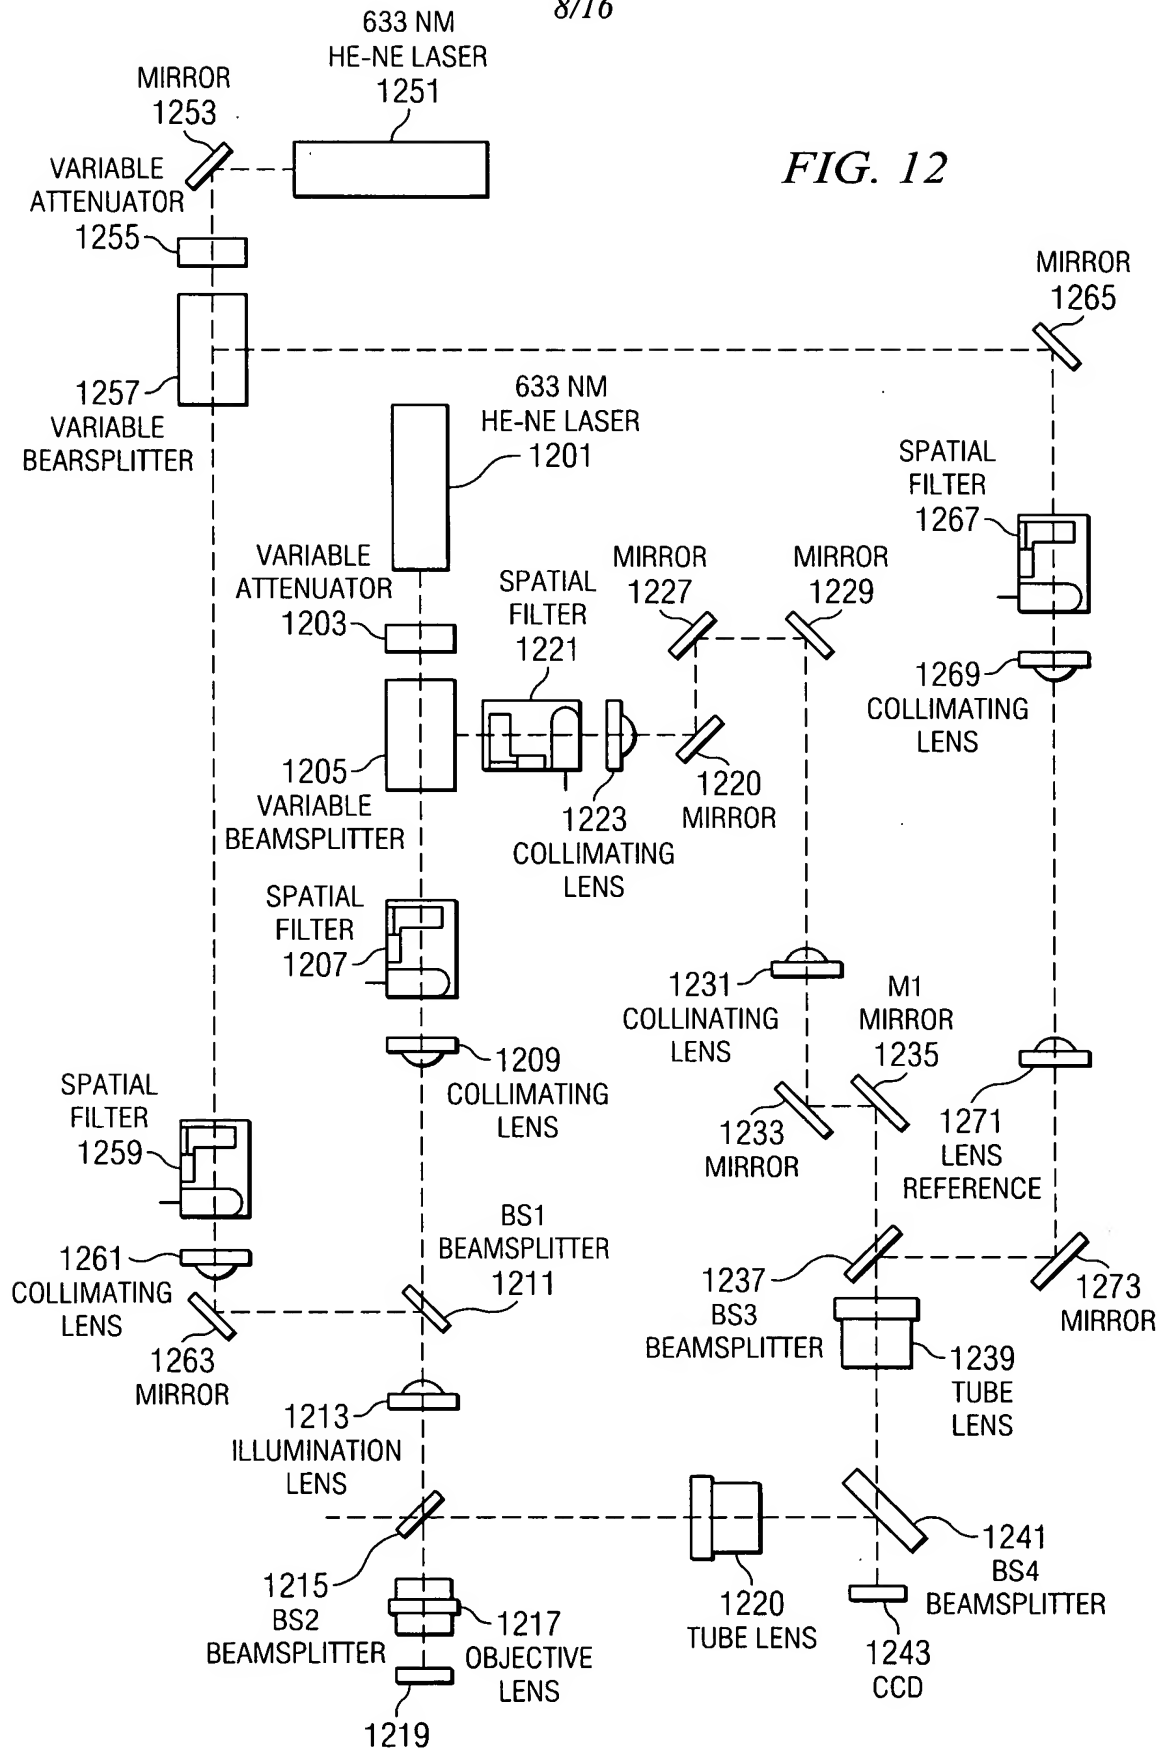 8/16
633 NM
HE-NE LASER
1251
MIRROR
1253
FIG. 12
VARIABLE
ATTENUATOR
1255
MIRROR
1265
1257
VARIABLE
BEARSPLITTER
633 NM
HE-NE LASER
1201
SPATIAL
FILTER
1267
VARIABLE
ATTENUATOR
1203
SPATIAL
FILTER
1221
MIRROR
1227
MIRROR
1229
1269
COLLIMATING
LENS
1205
VARIABLE
BEAMSPLITTER
1223
COLLIMATING
LENS
1220
MIRROR
SPATIAL
FILTER
1207
1231
COLLINATING
LENS
M1
MIRROR
1235
1209
COLLIMATING
LENS
SPATIAL
FILTER
1259
1233
MIRROR
1271
LENS
REFERENCE
BS1
BEAMSPLITTER
1211
1261
COLLIMATING
LENS
1237
BS3
BEAMSPLITTER
1273
MIRROR
1263
MIRROR
1239
TUBE
LENS
1213
ILLUMINATION
LENS
1215
BS2
BEAMSPLITTER
1217
OBJECTIVE
LENS
1220
TUBE LENS
1241
BS4
BEAMSPLITTER
1243
CCD
1219